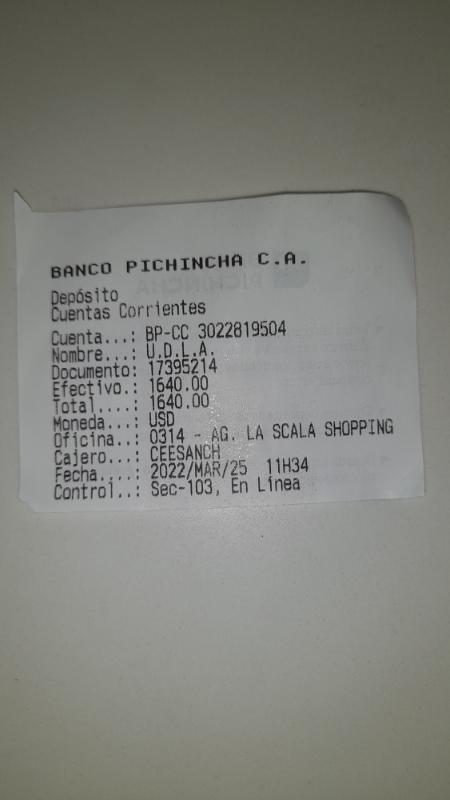 BANCO PICHINCHA C.A.
Depósito
Cuentas Corrientes
Cuenta...: BP-CC 3022819504
Nombre...: U.D.L.A.
Documento: 17395214
Efectivo.: 1640.00
Total....: 1640.00
Moneda...: USD
Oficina..: 0314 - AG. LA SCALA SHOPPING
Cajero...: CEESANCH
Fecha....: 2022/MAR/25 11H34
Control..: Sec-103, En Línea